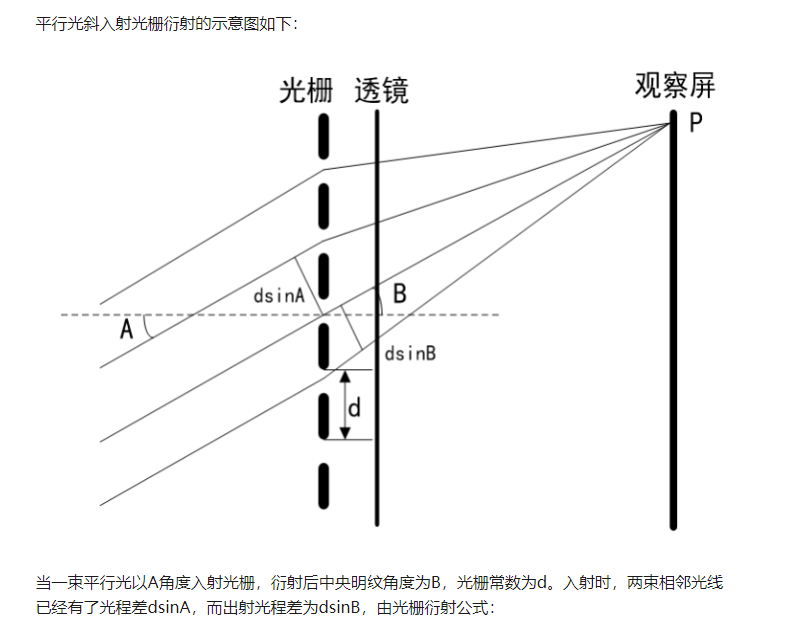 平行光斜入射光栅衍射的示意图如下：
光栅 透镜 观察屏
P
dsinA B
A
dsinB
d
当一束平行光以A角度入射光栅，衍射后中央明纹角度为B，光栅常数为d。入射时，两束相邻光线
已经有了光程差dsinA，而出射光程差为dsinB，由光栅衍射公式：